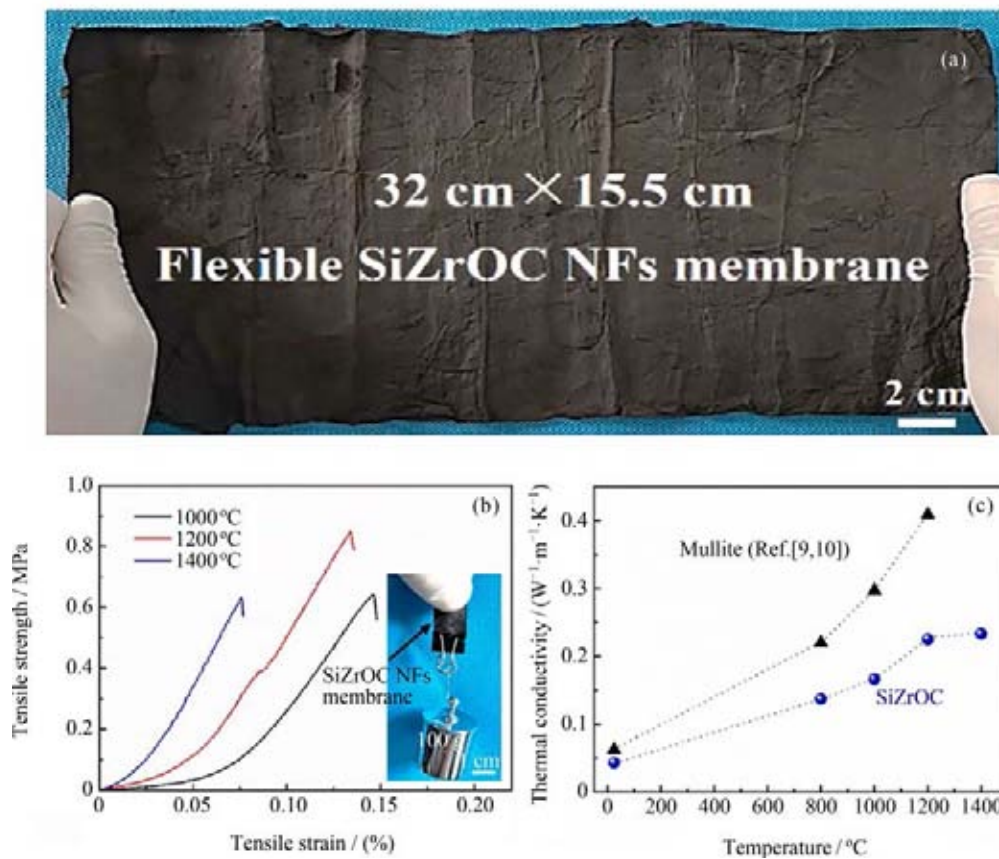 (a)
32 cm×15.5 cm
Flexible SiZrOC NFs membrane
2 cm
(b)
1000°C
1200°C
1400°C
1.0
0.8
0.6
0.4
0.2
0
Tensile strength / MPa
SiZrOC NFs
membrane
100
cm
0 0.05 0.10 0.15 0.20
Tensile strain / (%)
(c)
Mullite (Ref.[9,10])
SiZrOC
0.4
0.3
0.2
0.1
0
Thermal conductivity / (W⁻¹·m⁻¹·K⁻¹)
0 200 400 600 800 1000 1200 1400
Temperature / °C